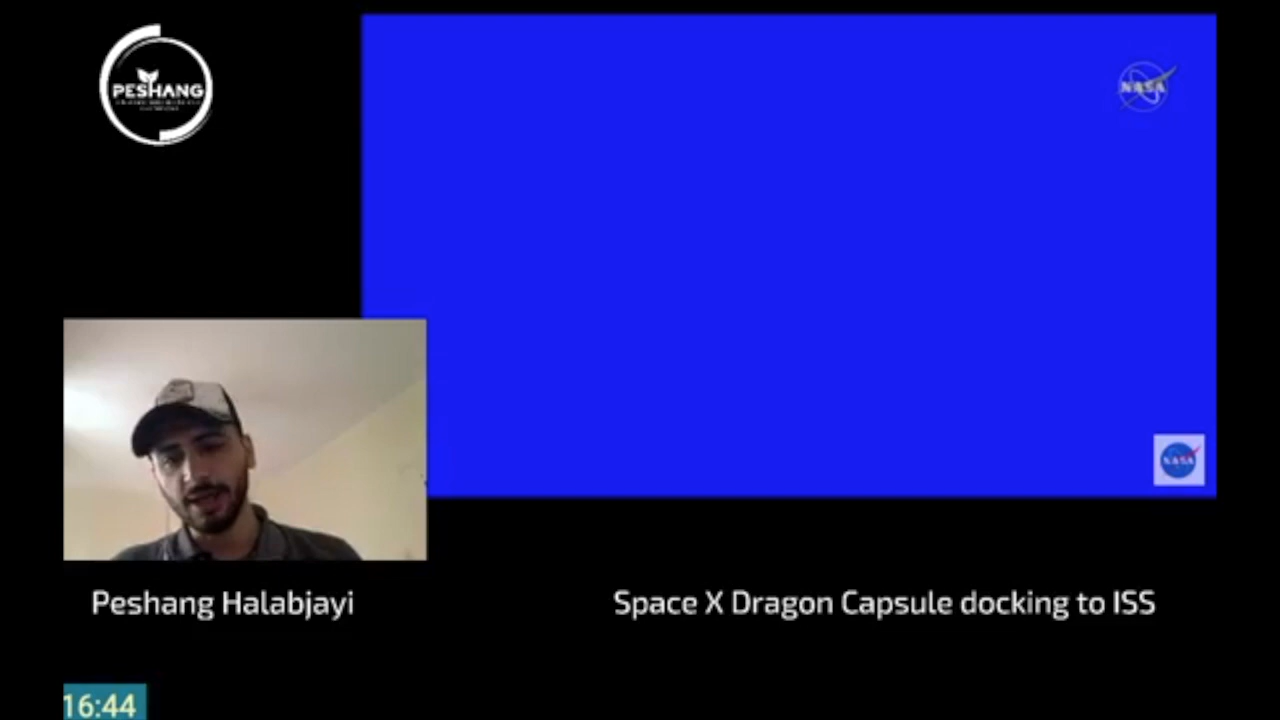 PESHANG
NASA
NASA
Peshang Halabjayi
Space X Dragon Capsule docking to ISS
16:44